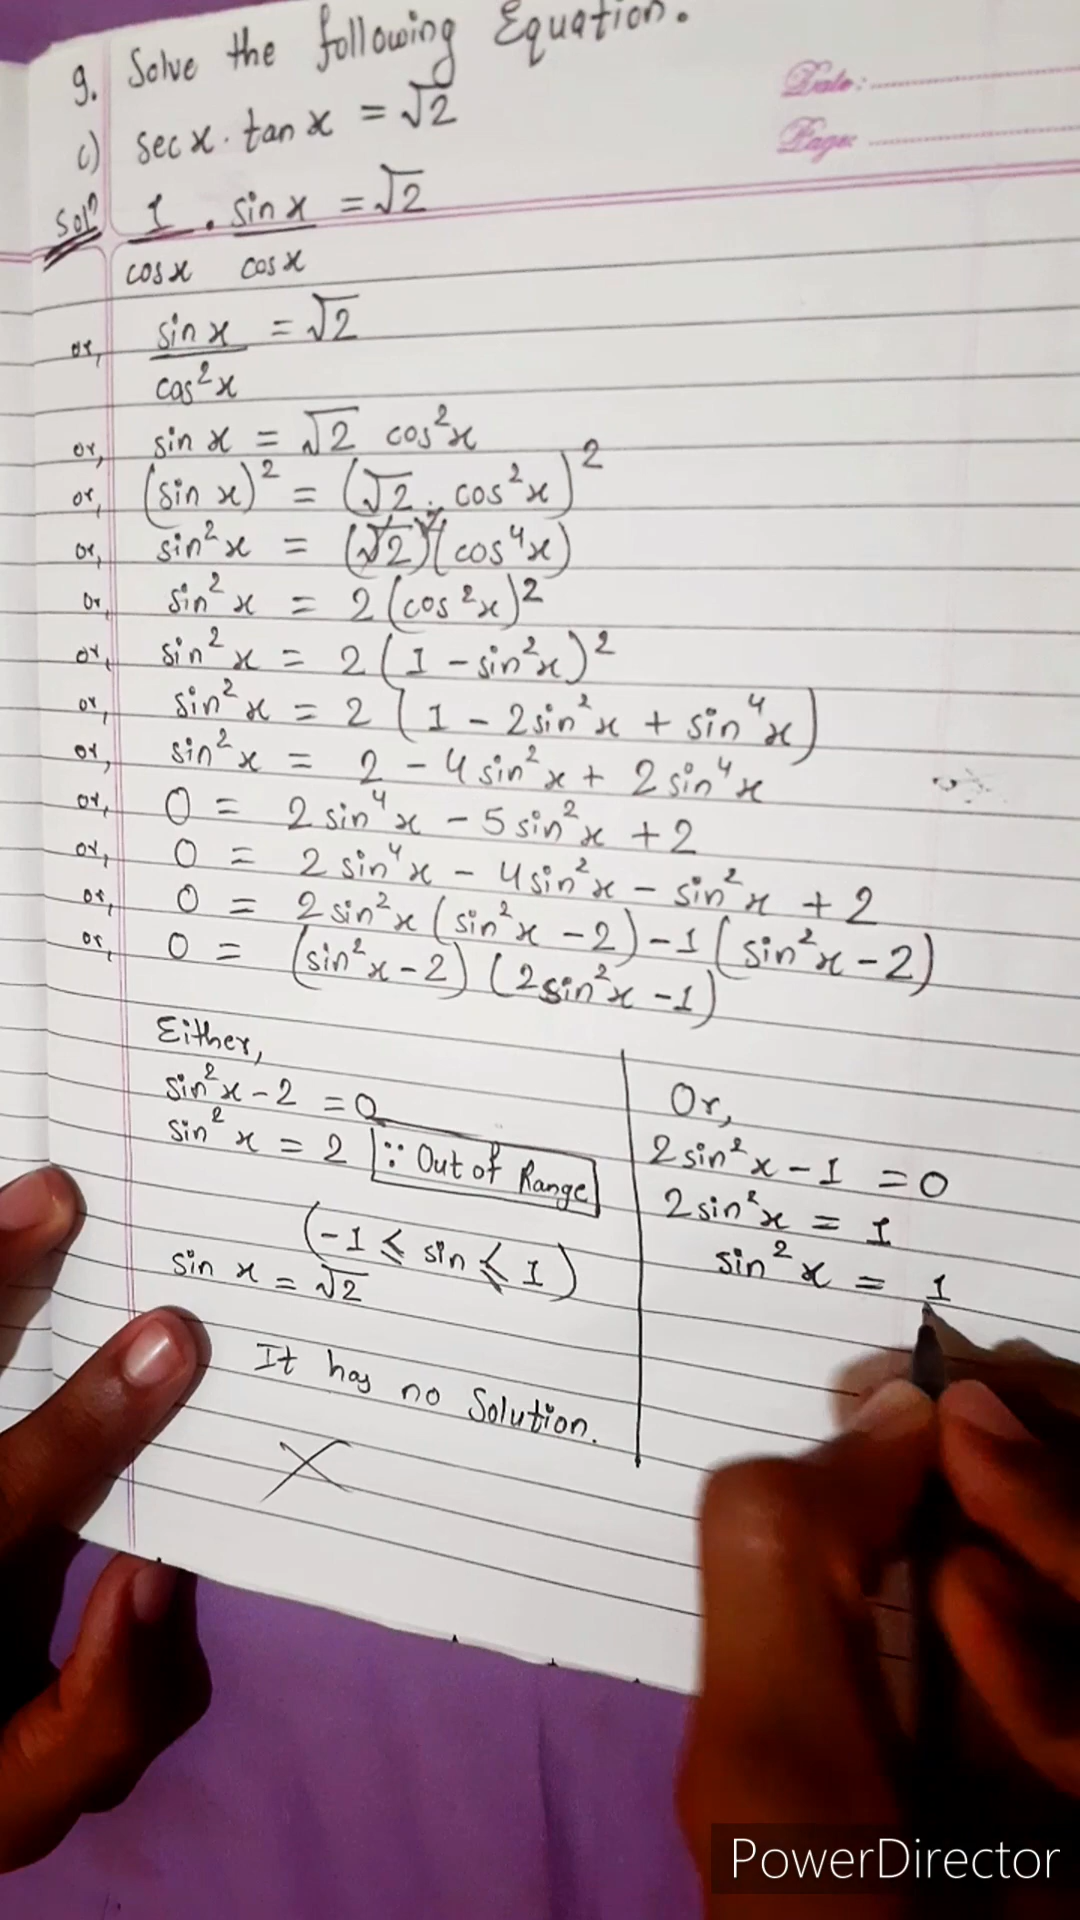 9. Solve the following Equation.
Date:
c) sec x . tan x = √2
Page:
Solⁿ 1/cos x . sin x/cos x = √2
or, sin x/cos²x = √2
or, sin x = √2 cos²x
or, (sin x)² = (√2 . cos²x)²
or, sin²x = (√2)²(cos⁴x)
or, sin²x = 2(cos²x)²
or, sin²x = 2(1 - sin²x)²
or, sin²x = 2(1 - 2sin²x + sin⁴x)
or, sin²x = 2 - 4sin²x + 2sin⁴x
or, 0 = 2sin⁴x - 5sin²x + 2
or, 0 = 2sin⁴x - 4sin²x - sin²x + 2
or, 0 = 2sin²x(sin²x - 2) - 1(sin²x - 2)
or, 0 = (sin²x - 2)(2sin²x - 1)
Either,
sin²x - 2 = 0
sin²x = 2 ∵ Out of Range
(-1 ≤ sin ≤ 1)
sin x = √2
It has no Solution.
Or,
2sin²x - 1 = 0
2sin²x = 1
sin²x = 1
PowerDirector